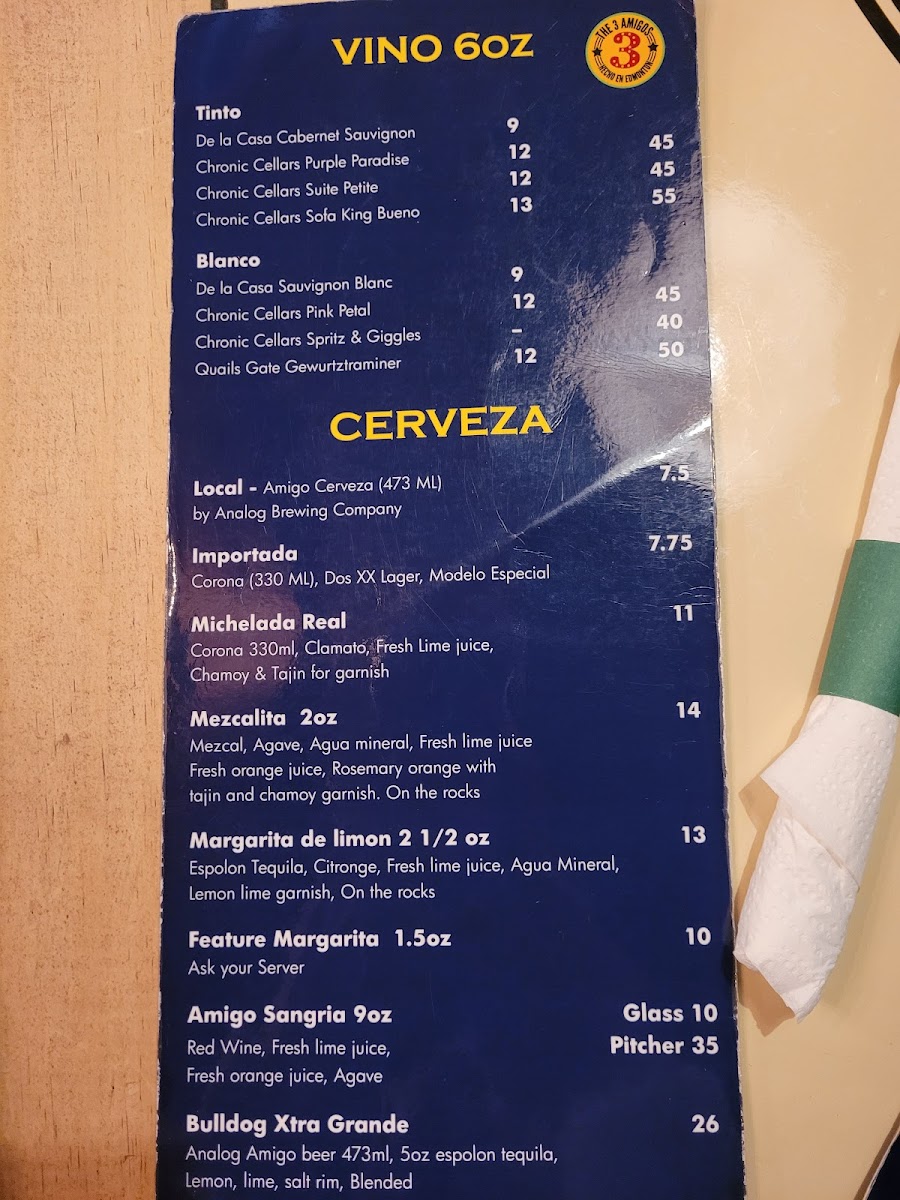 VINO 6oz
THE 3 AMIGOS
3
HECHO EN EDMONTON
Tinto
De la Casa Cabernet Sauvignon 9
Chronic Cellars Purple Paradise 12 45
Chronic Cellars Suite Petite 12 45
Chronic Cellars Sofa King Bueno 13 55
Blanco
De la Casa Sauvignon Blanc 9
Chronic Cellars Pink Petal 12 45
Chronic Cellars Spritz & Giggles – 40
Quails Gate Gewurtztraminer 12 50
CERVEZA
Local - Amigo Cerveza (473 ML) 7.5
by Analog Brewing Company
Importada 7.75
Corona (330 ML), Dos XX Lager, Modelo Especial
Michelada Real 11
Corona 330ml, Clamato, Fresh Lime juice,
Chamoy & Tajin for garnish
Mezcalita 2oz 14
Mezcal, Agave, Agua mineral, Fresh lime juice
Fresh orange juice, Rosemary orange with
tajin and chamoy garnish. On the rocks
Margarita de limon 2 1/2 oz 13
Espolon Tequila, Citronge, Fresh lime juice, Agua Mineral,
Lemon lime garnish, On the rocks
Feature Margarita 1.5oz 10
Ask your Server
Amigo Sangria 9oz Glass 10
Red Wine, Fresh lime juice, Pitcher 35
Fresh orange juice, Agave
Bulldog Xtra Grande 26
Analog Amigo beer 473ml, 5oz espolon tequila,
Lemon, lime, salt rim, Blended